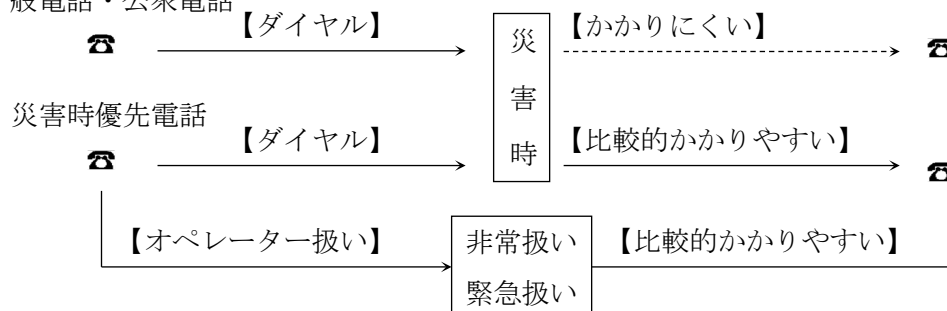 般電話・公衆電話
【ダイヤル】
災害時
【かかりにくい】
災害時優先電話
【ダイヤル】
【比較的かかりやすい】
【オペレーター扱い】
非常扱い
緊急扱い
【比較的かかりやすい】